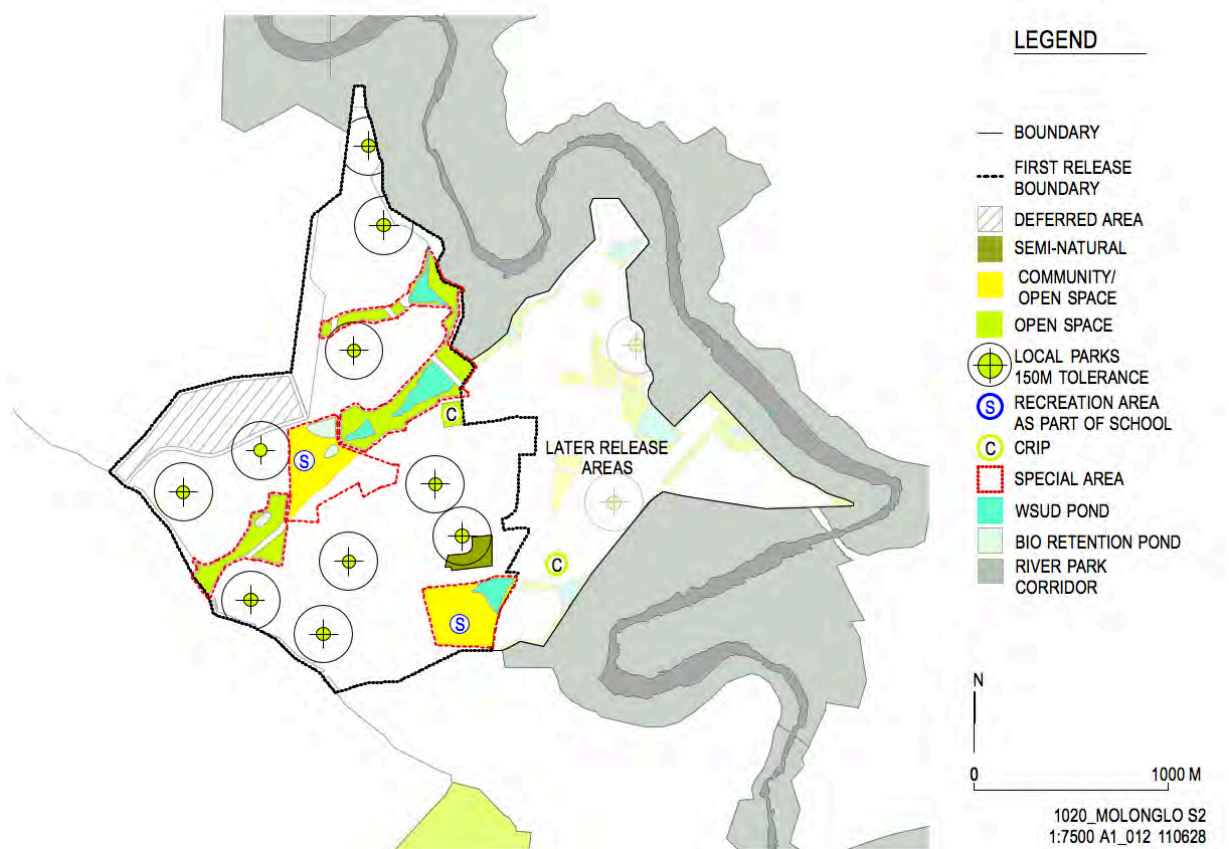 LEGEND
BOUNDARY
FIRST RELEASE
BOUNDARY
DEFERRED AREA
SEMI-NATURAL
COMMUNITY/
OPEN SPACE
OPEN SPACE
LOCAL PARKS
150M TOLERANCE
S
RECREATION AREA
AS PART OF SCHOOL
C
CRIP
SPECIAL AREA
WSUD POND
BIO RETENTION POND
RIVER PARK
CORRIDOR
C
S
LATER RELEASE
AREAS
C
S
N
0
1000 M
1020_MOLONGLO S2
1:7500 A1_012 110628